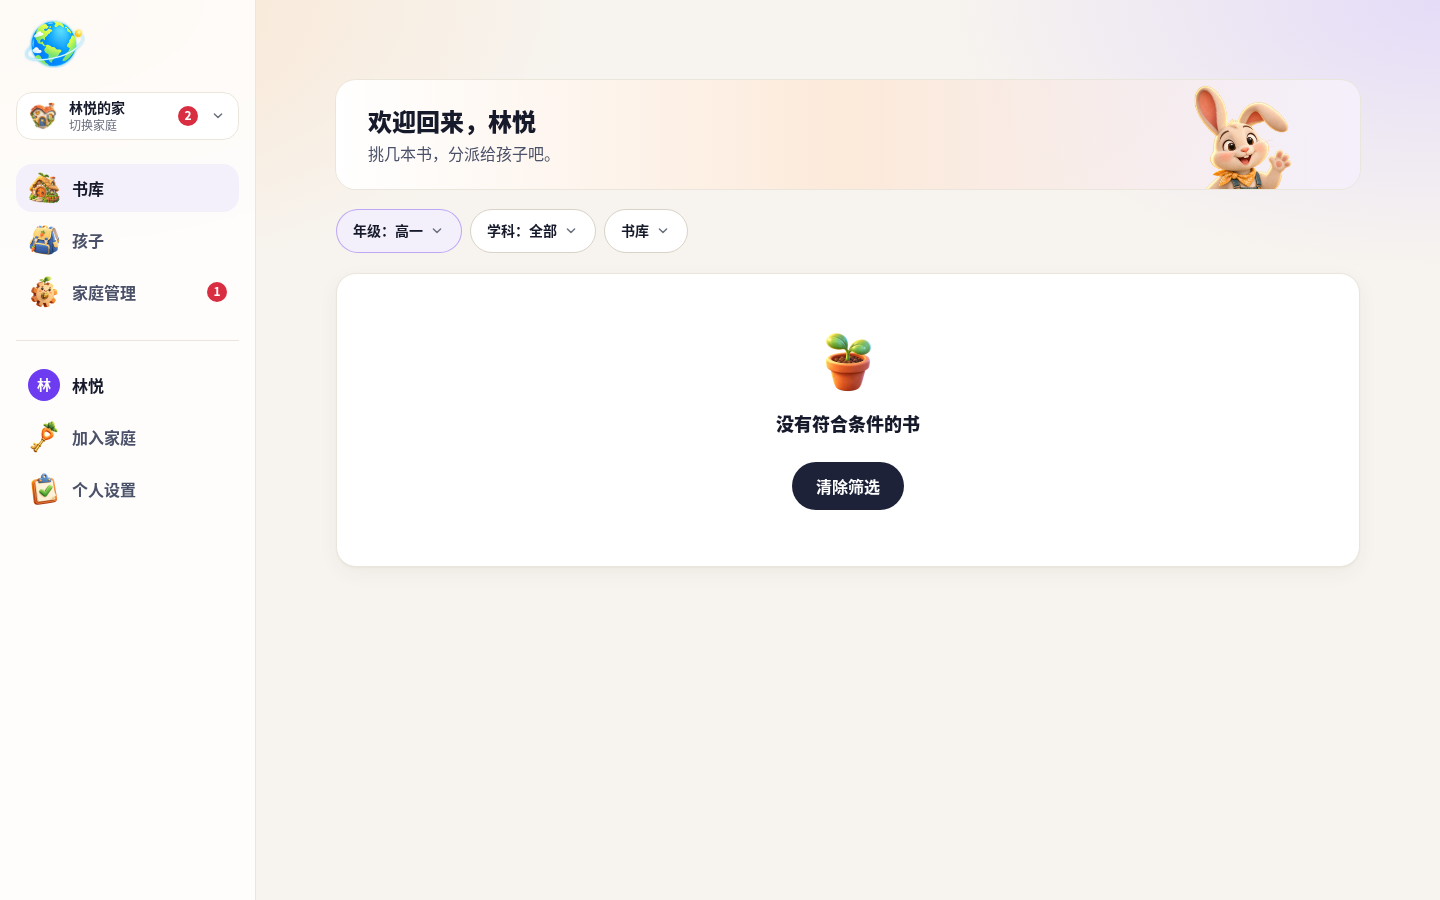 林悦的家
切换家庭
2
书库
孩子
家庭管理
1
林
林悦
加入家庭
个人设置
欢迎回来，林悦
挑几本书，分派给孩子吧。
年级：高一
学科：全部
书库
没有符合条件的书
清除筛选